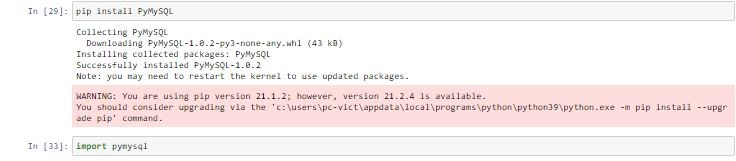 In [29]: pip install PyMySQL
Collecting PyMySQL
  Downloading PyMySQL-1.0.2-py3-none-any.whl (43 kB)
Installing collected packages: PyMySQL
Successfully installed PyMySQL-1.0.2
Note: you may need to restart the kernel to use updated packages.
WARNING: You are using pip version 21.1.2; however, version 21.2.4 is available.
You should consider upgrading via the 'c:\users\pc-vict\appdata\local\programs\python\python39\python.exe -m pip install --upgr
ade pip' command.
In [33]: import pymysql